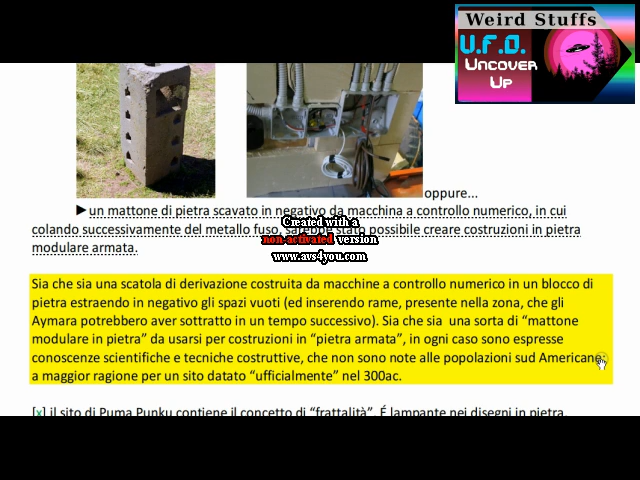 Weird Stuffs
U.F.O.
Uncover
Up
oppure...
►un mattone di pietra scavato in negativo da macchina a controllo numerico, in cui
colando successivamente del metallo fuso, sarebbe stato possibile creare costruzioni in pietra
modulare armata.
Created with a
non-activated version
www.avs4you.com
Sia che sia una scatola di derivazione costruita da macchine a controllo numerico in un blocco di
pietra estraendo in negativo gli spazi vuoti (ed inserendo rame, presente nella zona, che gli
Aymara potrebbero aver sottratto in un tempo successivo). Sia che sia una sorta di “mattone
modulare in pietra” da usarsi per costruzioni in “pietra armata”, in ogni caso sono espresse
conoscenze scientifiche e tecniche costruttive, che non sono note alle popolazioni sud Americane,
a maggior ragione per un sito datato “ufficialmente” nel 300ac.
[x] il sito di Puma Punku contiene il concetto di “frattalità”. É lampante nei disegni in pietra.